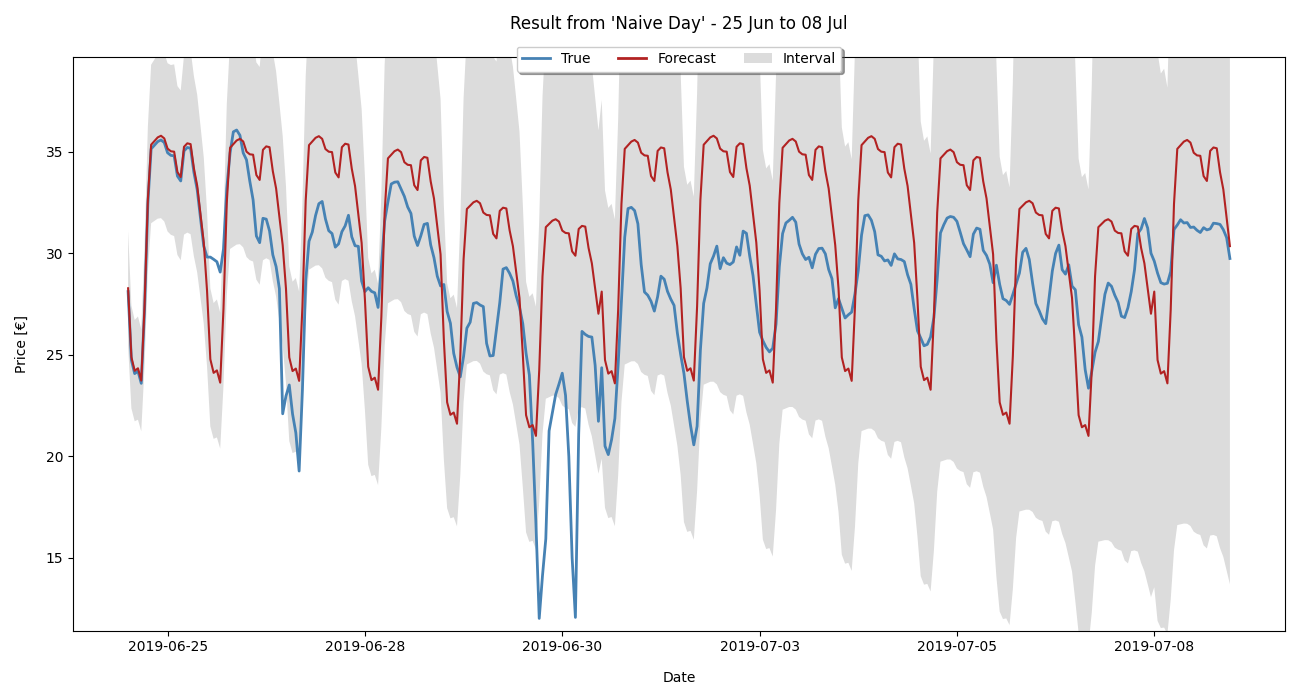 Result from 'Naive Day' - 25 Jun to 08 Jul
True Forecast Interval
Price [€]
35
30
25
20
15
2019-06-25 2019-06-28 2019-06-30 2019-07-03 2019-07-05 2019-07-08
Date